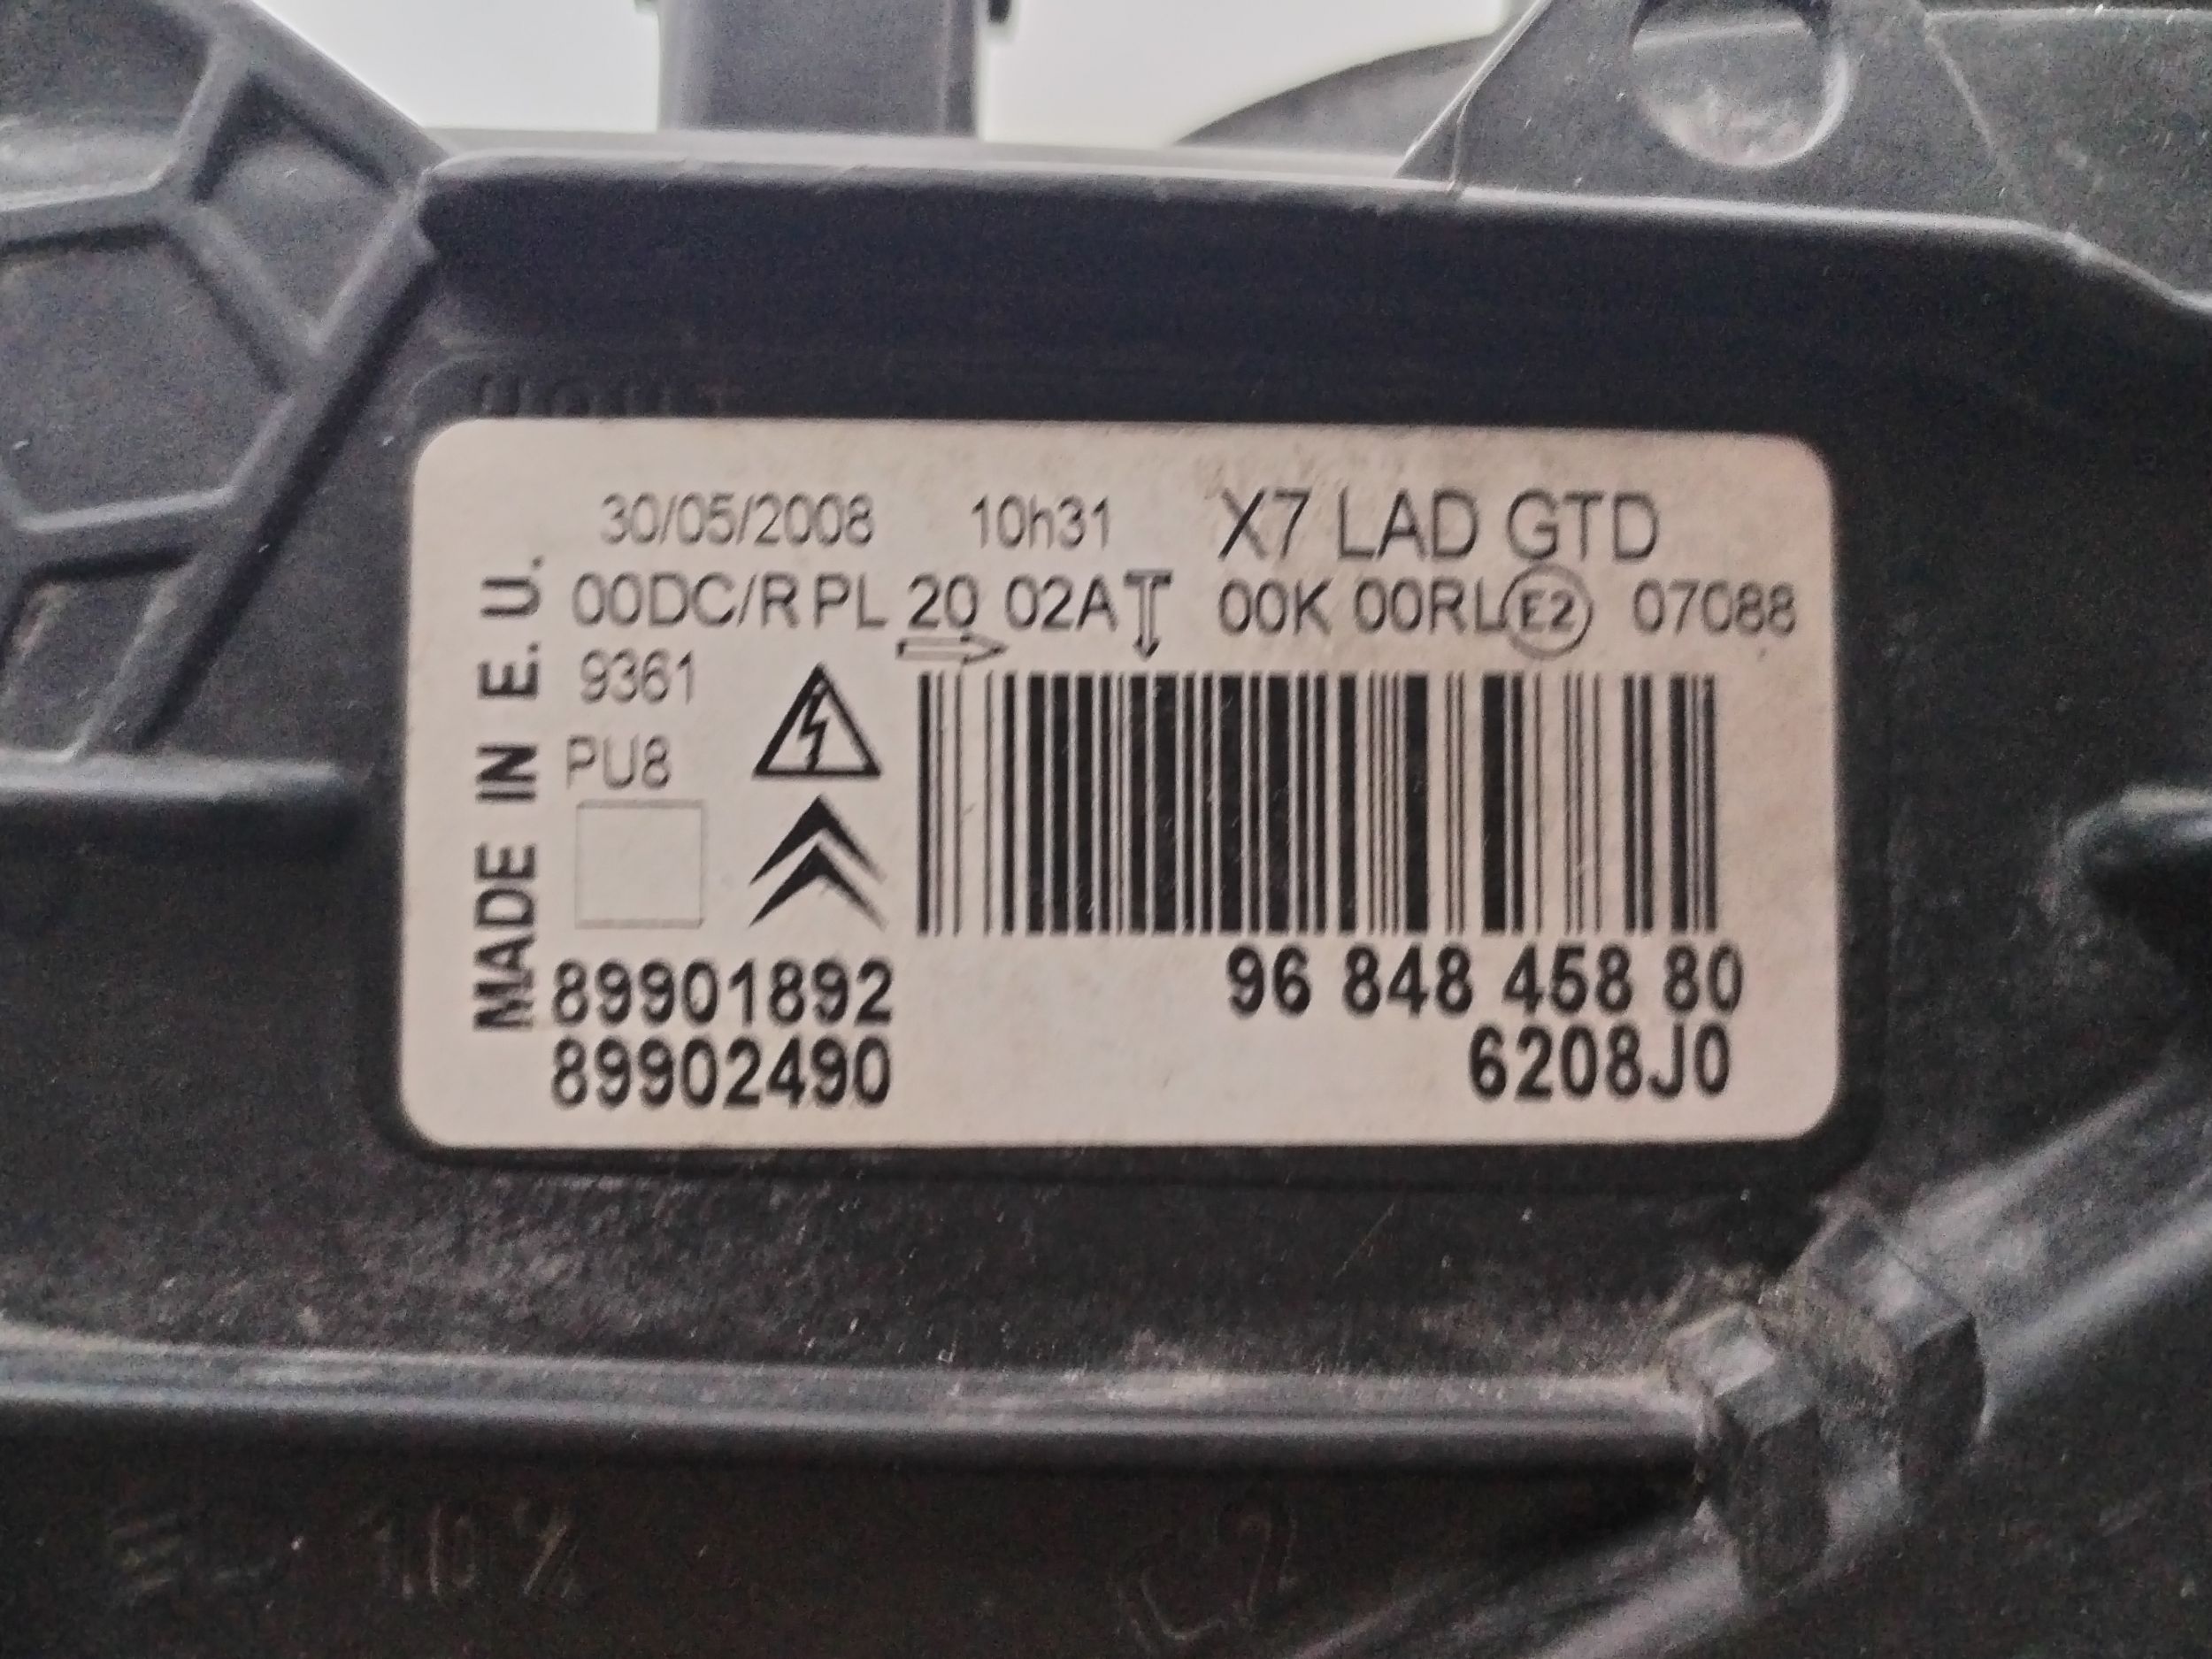 30/05/2008 10h31 X7 LAD GTD
00DC/R PL 20 02A 00K 00RL E2 07088
9361
PU8
MADE IN E.U.
89901892
96 848 458 80
89902490
6208J0
10%